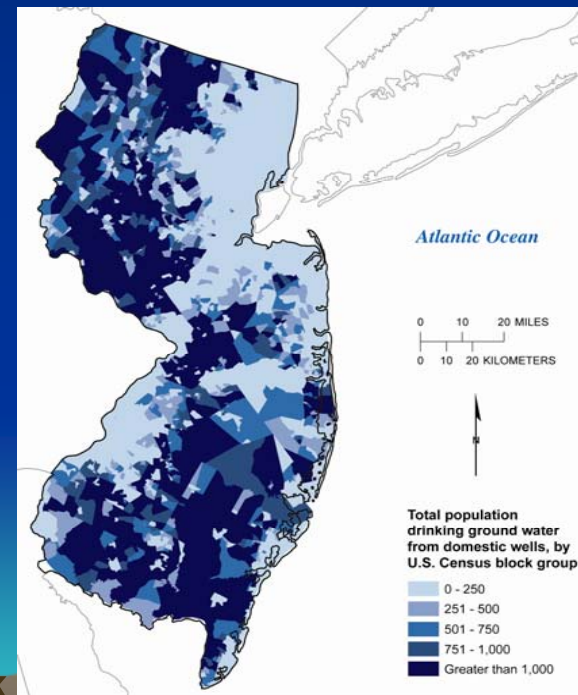 Atlantic Ocean
0 10 20 MILES
0 10 20 KILOMETERS
N
Total population
drinking ground water
from domestic wells, by
U.S. Census block group
0 - 250
251 - 500
501 - 750
751 - 1,000
Greater than 1,000